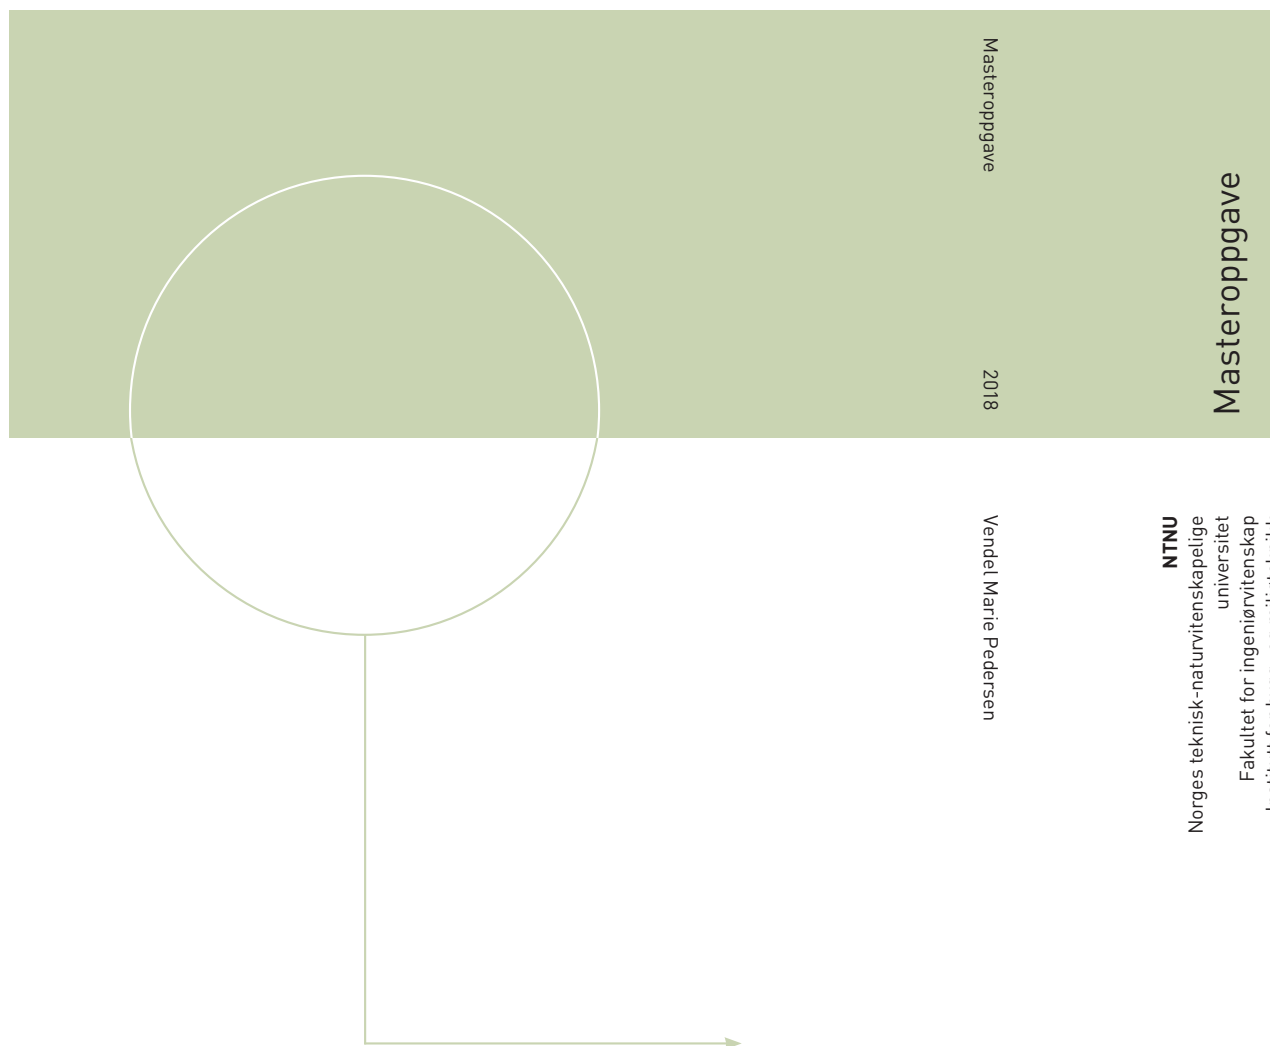 Masteroppgave
2018
Vendel Marie Pedersen
Masteroppgave
NTNU
Norges teknisk-naturvitenskapelige
universitet
Fakultet for ingeniørvitenskap